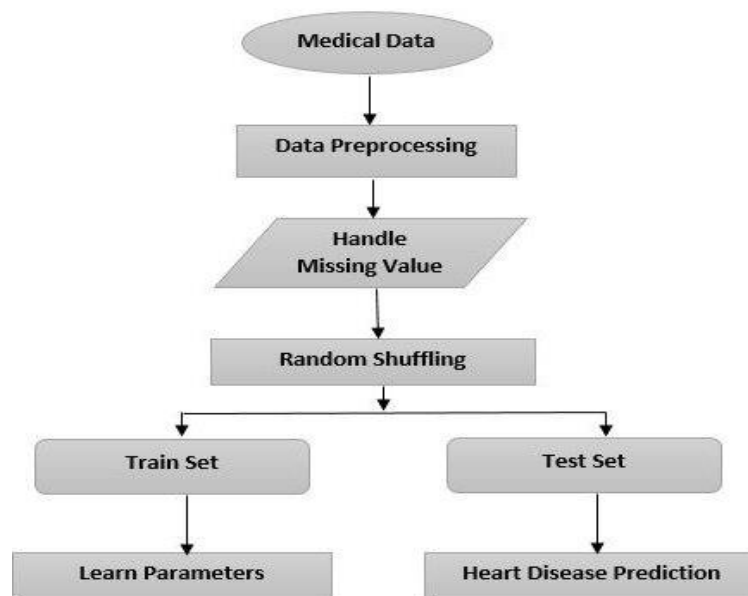 Medical Data
Data Preprocessing
Handle
Missing Value
Random Shuffling
Train Set
Test Set
Learn Parameters
Heart Disease Prediction